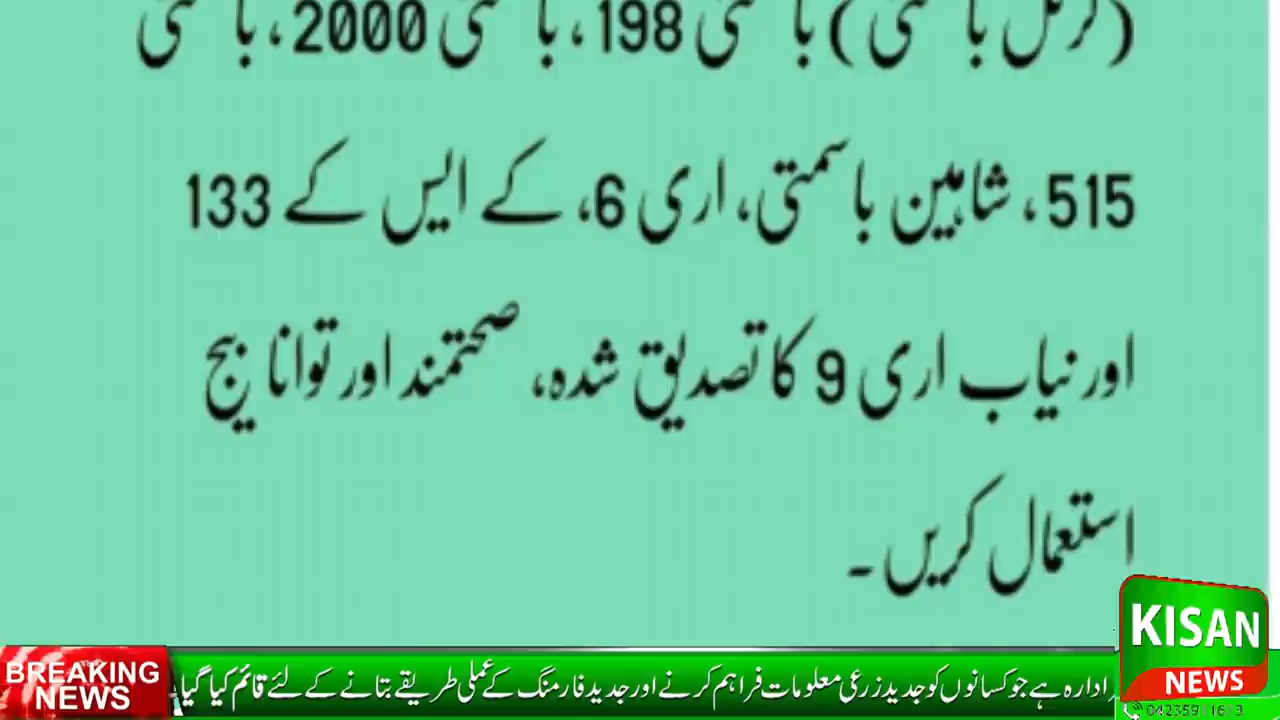 (کرنل باسمتی) باسمتی 198، باسمتی 2000، باسمتی
515، شاہین باسمتی، اری 6، کے ایس کے 133
اور نیاب اری 9 کا تصدیق شدہ، صحتمند اور توانا بیج
استعمال کریں۔
KISAN
NEWS
BREAKING
NEWS
ادارہ ہے جو کسانوں کو جدید زرعی معلومات فراہم کرنے اور جدید فارمنگ کے عملی طریقے بتانے کے لئے قائم کیا گیا